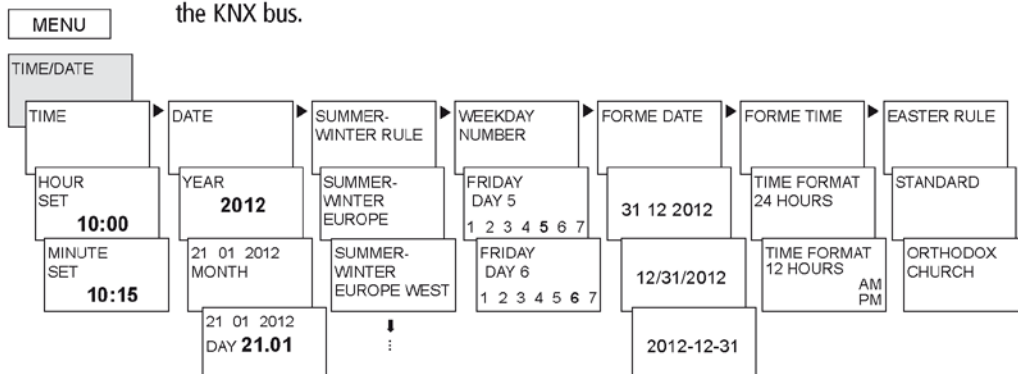 the KNX bus.
MENU
TIME/DATE
TIME
HOUR
SET
10:00
MINUTE
SET
10:15
DATE
YEAR
2012
21 01 2012
MONTH
21 01 2012
DAY 21.01
SUMMER-
WINTER RULE
SUMMER-
WINTER
EUROPE
SUMMER-
WINTER
EUROPE WEST
WEEKDAY
NUMBER
FRIDAY
DAY 5
1 2 3 4 5 6 7
FRIDAY
DAY 6
1 2 3 4 5 6 7
FORME DATE
31 12 2012
12/31/2012
2012-12-31
FORME TIME
TIME FORMAT
24 HOURS
TIME FORMAT
12 HOURS
AM
PM
EASTER RULE
STANDARD
ORTHODOX
CHURCH